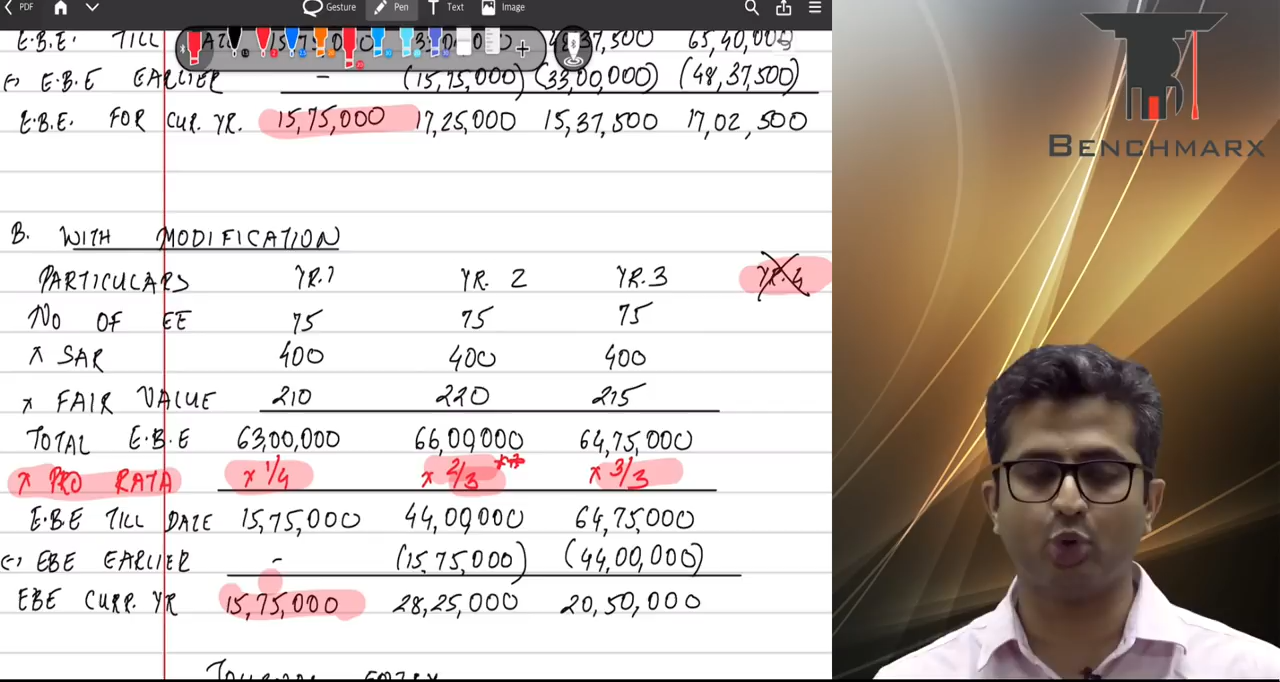 PDF Gesture Pen Text Image
E.B.E. TILL 65,40,000
(-) E.B.E EARLIER - (15,75,000) (33,00,000) (48,37,500)
E.B.E. FOR CUR. YR. 15,75,000 17,25,000 15,37,500 17,02,500
BENCHMARX
B. WITH MODIFICATION
PARTICULARS YR.1 YR. 2 YR.3 YR.4
NO OF EE 75 75 75
x SAR 400 400 400
x FAIR VALUE 210 220 215
TOTAL E.B.E 63,00,000 66,00,000 64,75,000
x PRO RATA x 1/4 x 2/3 ** x 3/3
E.BE TILL DATE 15,75,000 44,00,000 64,75,000
(-) EBE EARLIER - (15,75,000) (44,00,000)
EBE CURR. YR 15,75,000 28,25,000 20,50,000